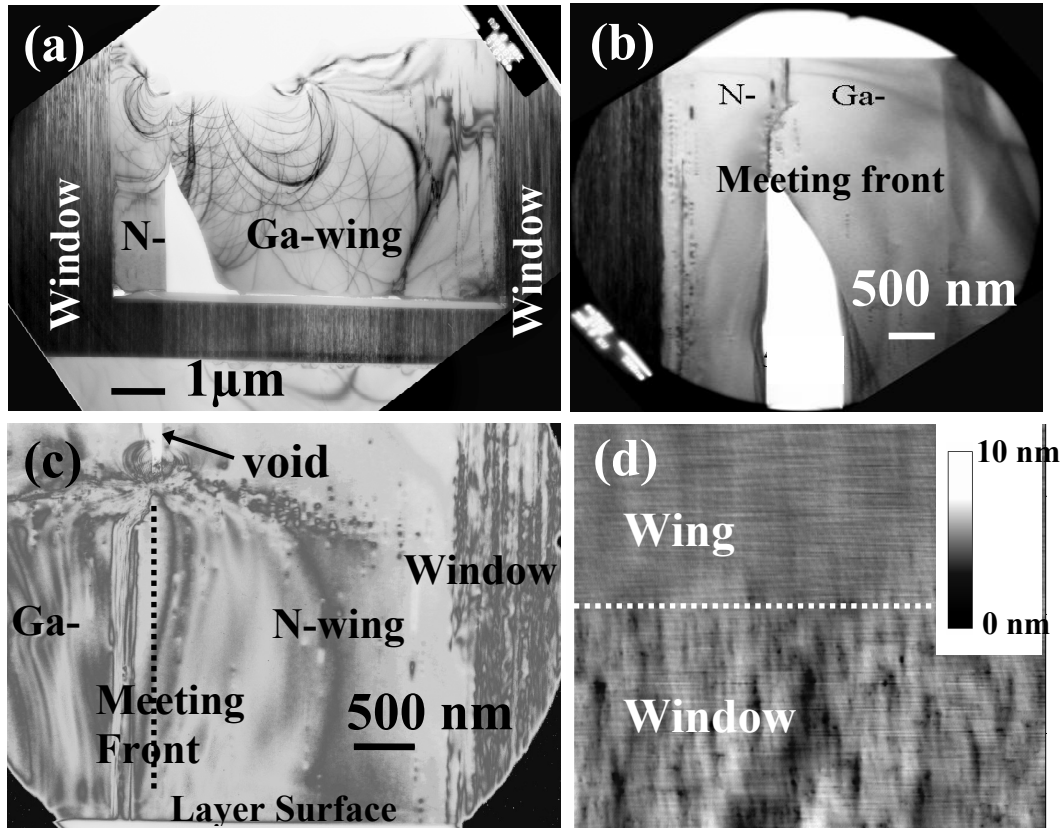 (a)
Window
N-
Ga-wing
Window
1µm
(b)
N-
Ga-
Meeting front
500 nm
(c)
void
Window
Ga-
N-wing
Meeting
Front
500 nm
Layer Surface
(d)
10 nm
Wing
0 nm
Window